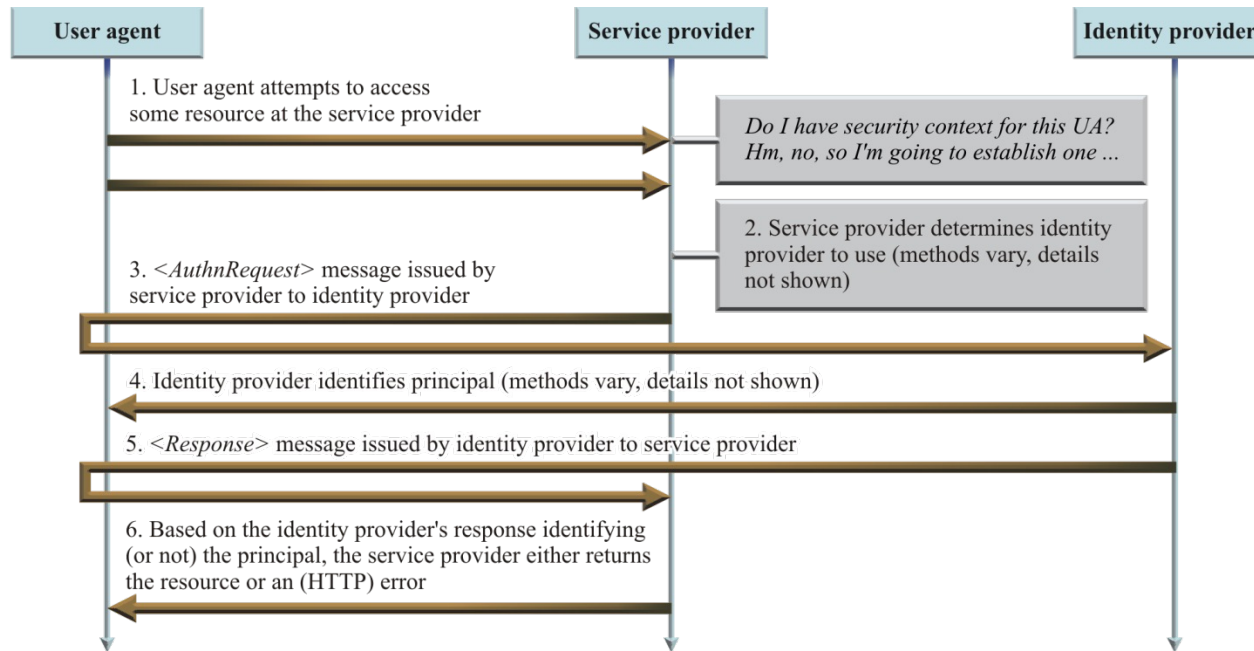 User agent
Service provider
Identity provider
1. User agent attempts to access
some resource at the service provider
Do I have security context for this UA?
Hm, no, so I'm going to establish one ...
2. Service provider determines identity
provider to use (methods vary, details
not shown)
3. <AuthnRequest> message issued by
service provider to identity provider
4. Identity provider identifies principal (methods vary, details not shown)
5. <Response> message issued by identity provider to service provider
6. Based on the identity provider's response identifying
(or not) the principal, the service provider either returns
the resource or an (HTTP) error